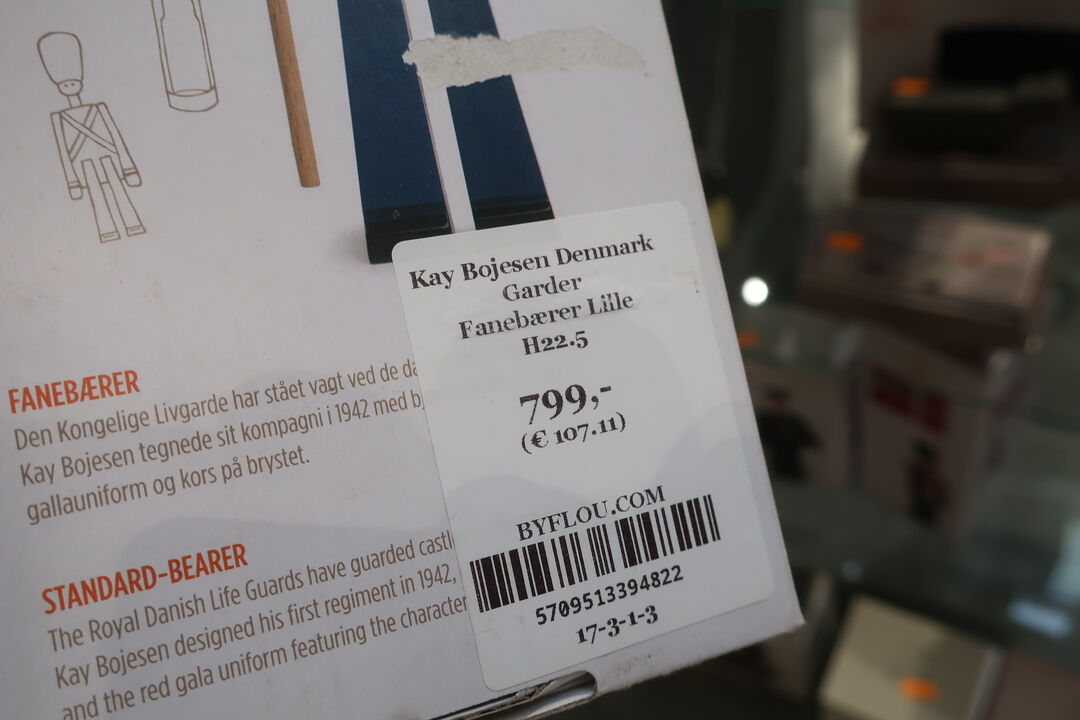 FANEBÆRER
Den Kongelige Livgarde har stået vagt ved de da
Kay Bojesen tegnede sit kompagni i 1942 med b
gallauniform og kors på brystet.
STANDARD-BEARER
The Royal Danish Life Guards have guarded castl
Kay Bojesen designed his first regiment in 1942,
and the red gala uniform featuring the character
Kay Bojesen Denmark
Garder
Fanebærer Lille
H22.5
799,-
(€ 107.11)
BYFLOU.COM
5709513394822
17-3-1-3